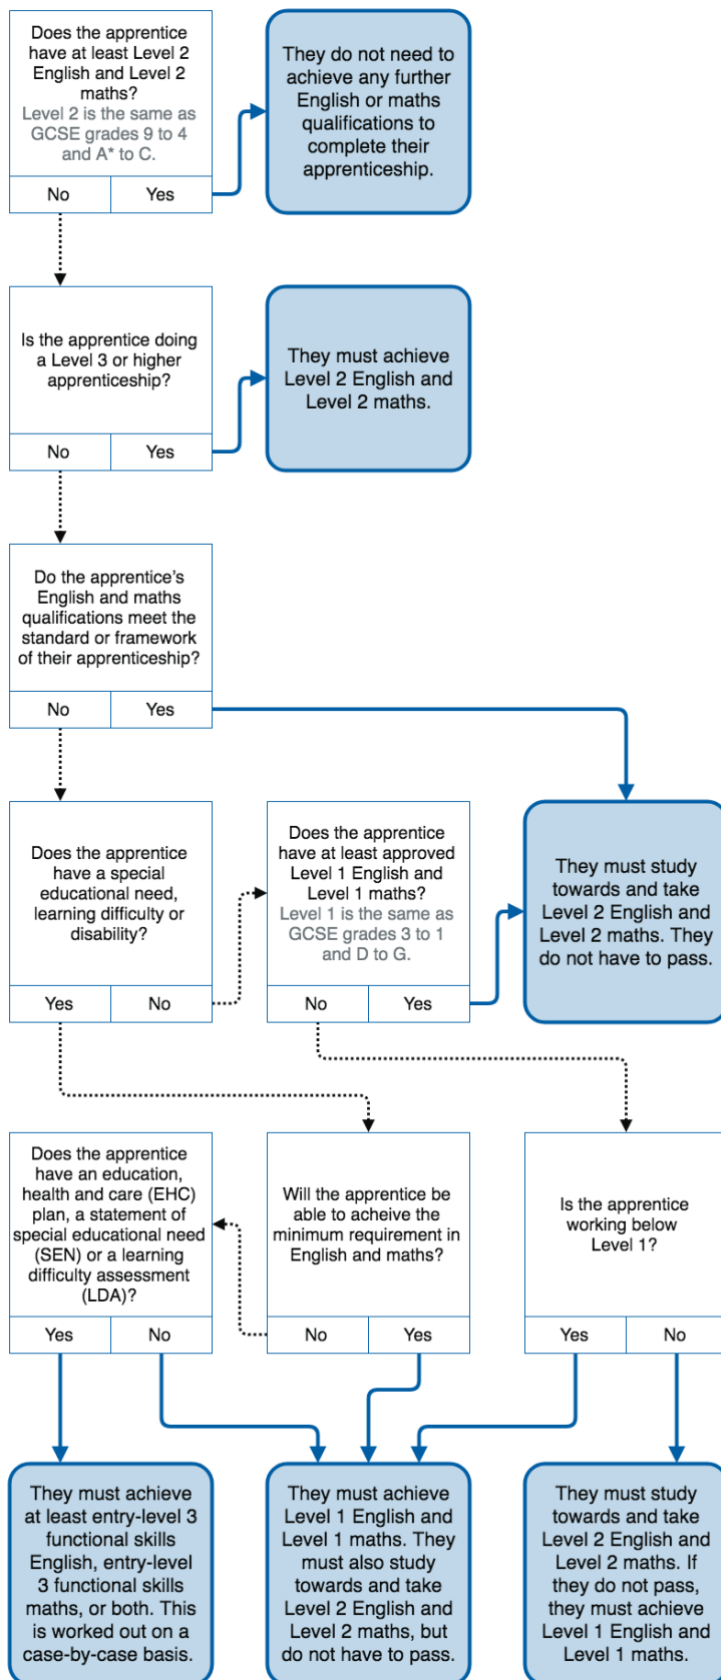 Does the apprentice
have at least Level 2
English and Level 2
maths?
Level 2 is the same as
GCSE grades 9 to 4
and A* to C.
No
Yes
They do not need to
achieve any further
English or maths
qualifications to
complete their
apprenticeship.
Is the apprentice doing
a Level 3 or higher
apprenticeship?
No
Yes
They must achieve
Level 2 English and
Level 2 maths.
Do the apprentice's
English and maths
qualifications meet the
standard or framework
of their apprenticeship?
No
Yes
Does the apprentice
have a special
educational need,
learning difficulty or
disability?
Yes
No
Does the apprentice
have at least approved
Level 1 English and
Level 1 maths?
Level 1 is the same as
GCSE grades 3 to 1
and D to G.
No
Yes
They must study
towards and take
Level 2 English and
Level 2 maths. They
do not have to pass.
Does the apprentice
have an education,
health and care (EHC)
plan, a statement of
special educational need
(SEN) or a learning
difficulty assessment
(LDA)?
Yes
No
Will the apprentice be
able to acheive the
minimum requirement in
English and maths?
No
Yes
Is the apprentice
working below
Level 1?
Yes
No
They must achieve
at least entry-level 3
functional skills
English, entry-level
3 functional skills
maths, or both. This
is worked out on a
case-by-case basis.
They must achieve
Level 1 English and
Level 1 maths. They
must also study
towards and take
Level 2 English and
Level 2 maths, but
do not have to pass.
They must study
towards and take
Level 2 English and
Level 2 maths. If
they do not pass,
they must achieve
Level 1 English and
Level 1 maths.